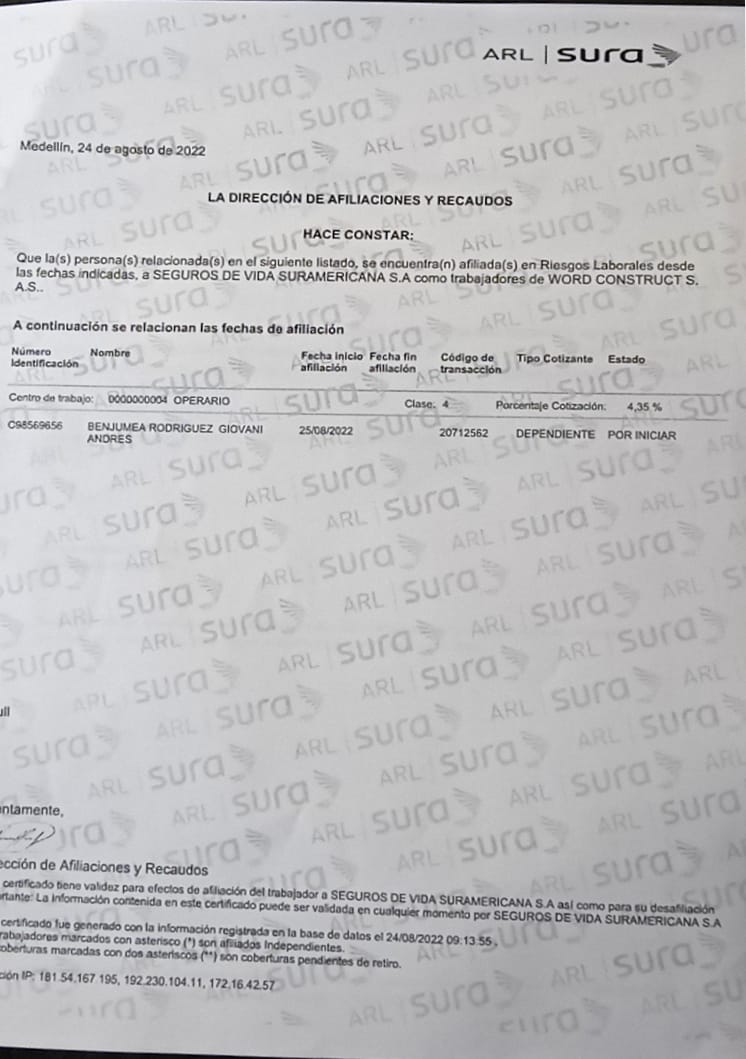 ARL | sura
Medellín, 24 de agosto de 2022
LA DIRECCIÓN DE AFILIACIONES Y RECAUDOS
HACE CONSTAR:
Que la(s) persona(s) relacionada(s) en el siguiente listado, se encuentra(n) afiliada(s) en Riesgos Laborales desde
las fechas indicadas, a SEGUROS DE VIDA SURAMERICANA S.A como trabajadores de WORD CONSTRUCT S.
A.S..
A continuación se relacionan las fechas de afiliación
Número Identificación Nombre Fecha inicio afiliación Fecha fin afiliación Código de transacción Tipo Cotizante Estado
Centro de trabajo: 0000000004 OPERARIO Clase: 4 Porcentaje Cotización: 4,35 %
C98569656 BENJUMEA RODRIGUEZ GIOVANI 25/08/2022 20712562 DEPENDIENTE POR INICIAR
ANDRES
ull
ntamente,
ección de Afiliaciones y Recaudos
certificado tiene validez para efectos de afiliación del trabajador a SEGUROS DE VIDA SURAMERICANA S.A así como para su desafiliación
ortante: La información contenida en este certificado puede ser validada en cualquier momento por SEGUROS DE VIDA SURAMERICANA S.A
certificado fue generado con la información registrada en la base de datos el 24/08/2022 09:13:55 .
rabajadores marcados con asterisco (*) son afiliados Independientes.
oberturas marcadas con dos asteriscos (**) son coberturas pendientes de retiro.
ción IP: 181.54.167.195, 192.230.104.11, 172.16.42.57